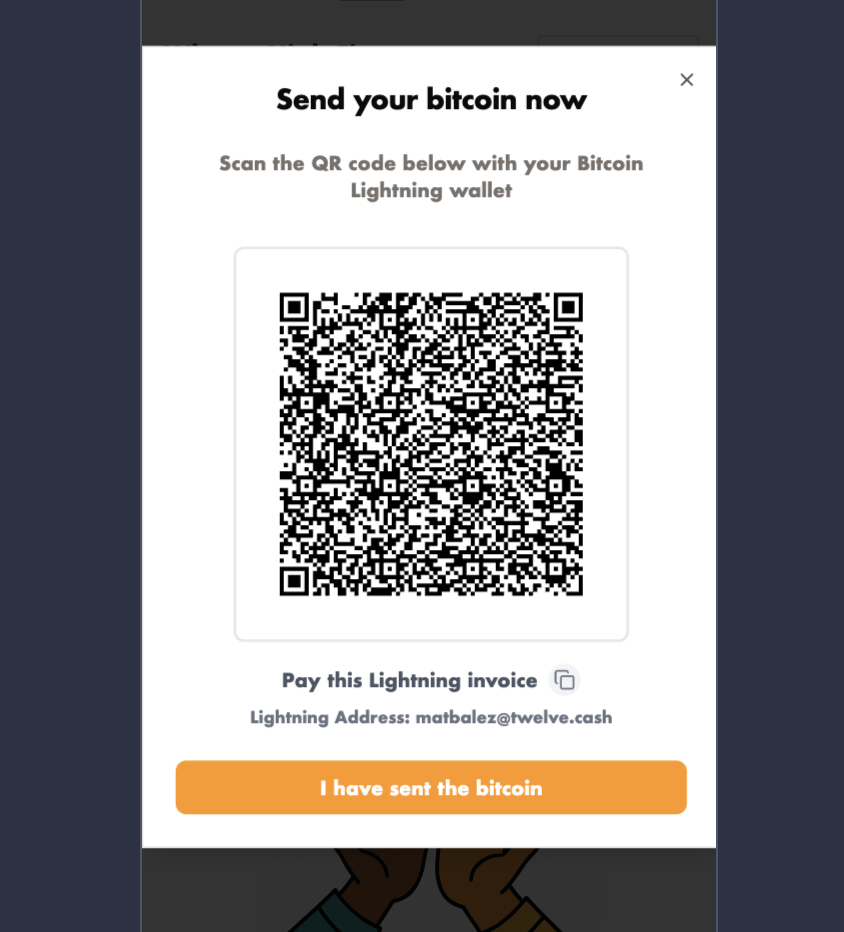 Send your bitcoin now
Scan the QR code below with your Bitcoin
Lightning wallet
Pay this Lightning invoice
Lightning Address: matbalez@twelve.cash
I have sent the bitcoin